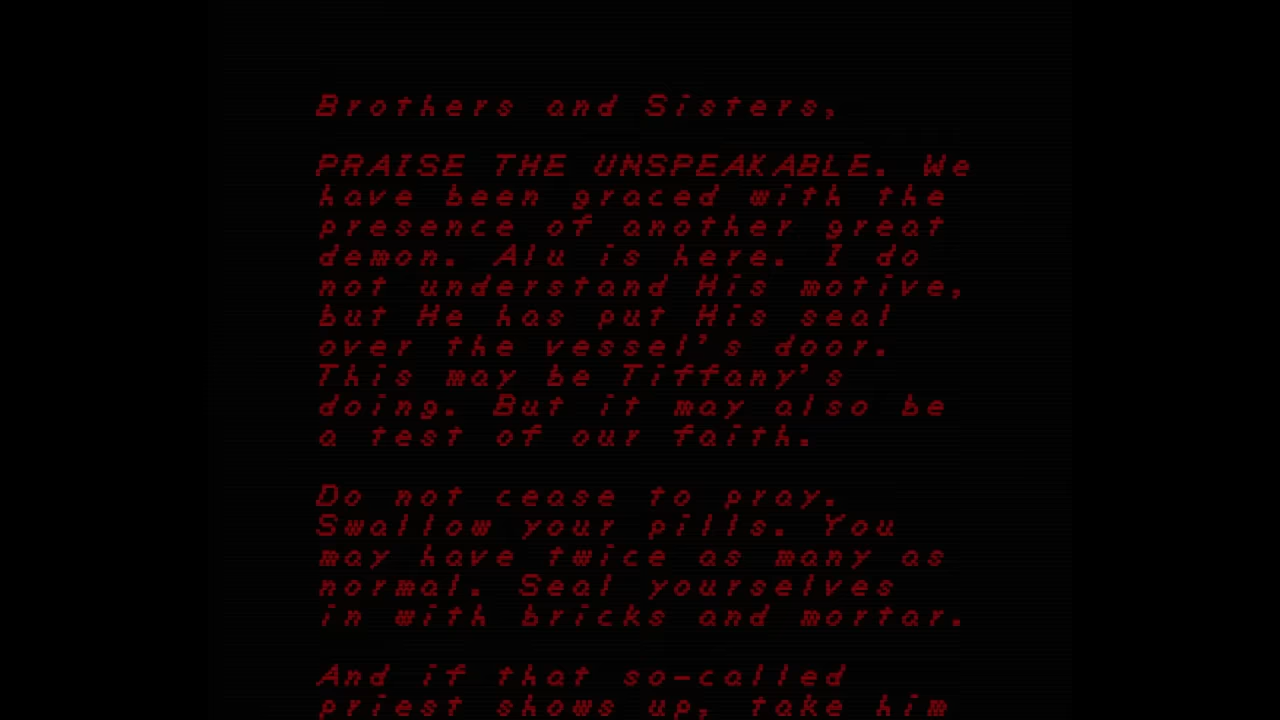 Brothers and Sisters,
PRAISE THE UNSPEAKABLE. We
have been graced with the
presence of another great
demon. Alu is here. I do
not understand His motive,
but He has put His seal
over the vessel's door.
This may be Tiffany's
doing. But it may also be
a test of our faith.
Do not cease to pray.
Swallow your pills. You
may have twice as many as
normal. Seal yourselves
in with bricks and mortar.
And if that so-called
priest shows up, take him